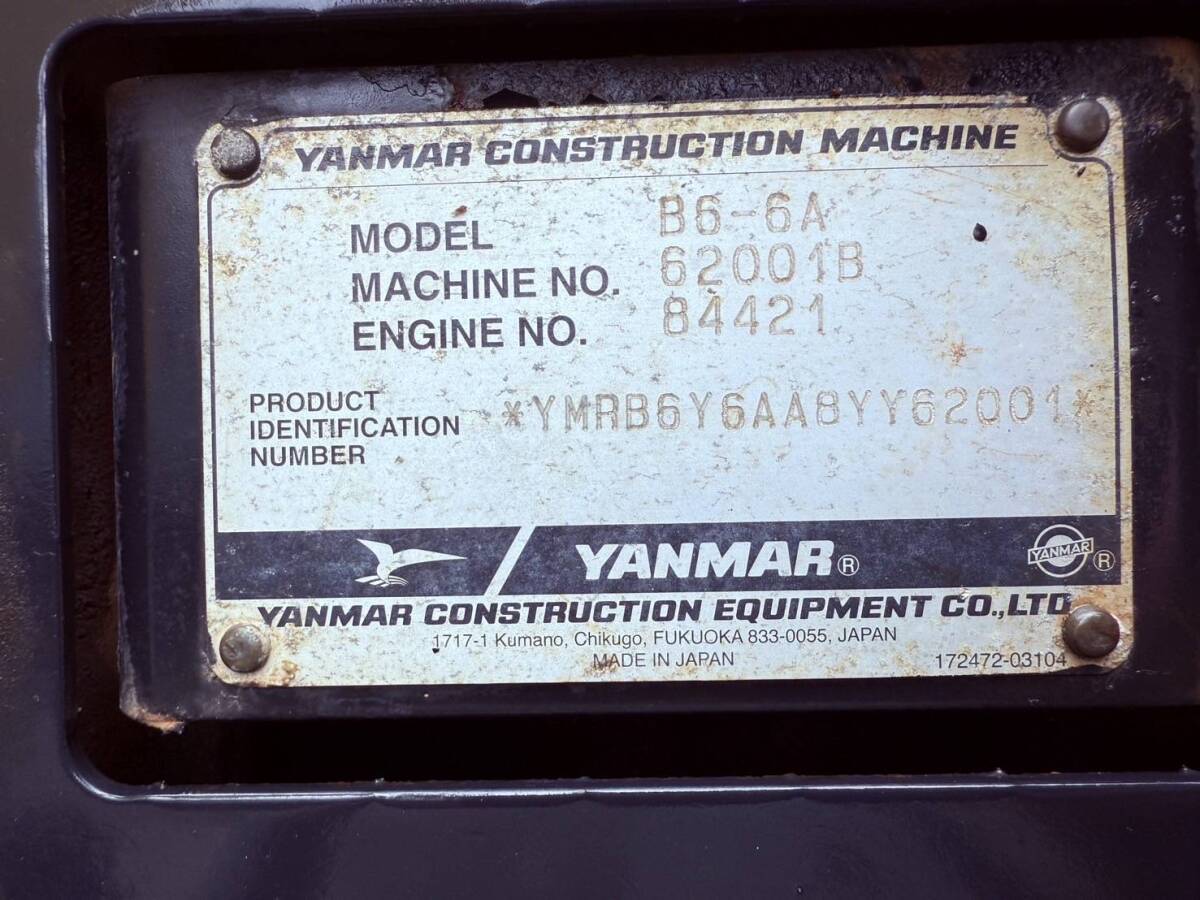 YANMAR CONSTRUCTION MACHINE
MODEL B6-6A
MACHINE NO. 62001B
ENGINE NO. 84421
PRODUCT
IDENTIFICATION
NUMBER
*YMRB6Y6AA8YY62001*
YANMAR®
YANMAR ®
YANMAR CONSTRUCTION EQUIPMENT CO.,LTD
1717-1 Kumano, Chikugo, FUKUOKA 833-0055, JAPAN
MADE IN JAPAN
172472-03104